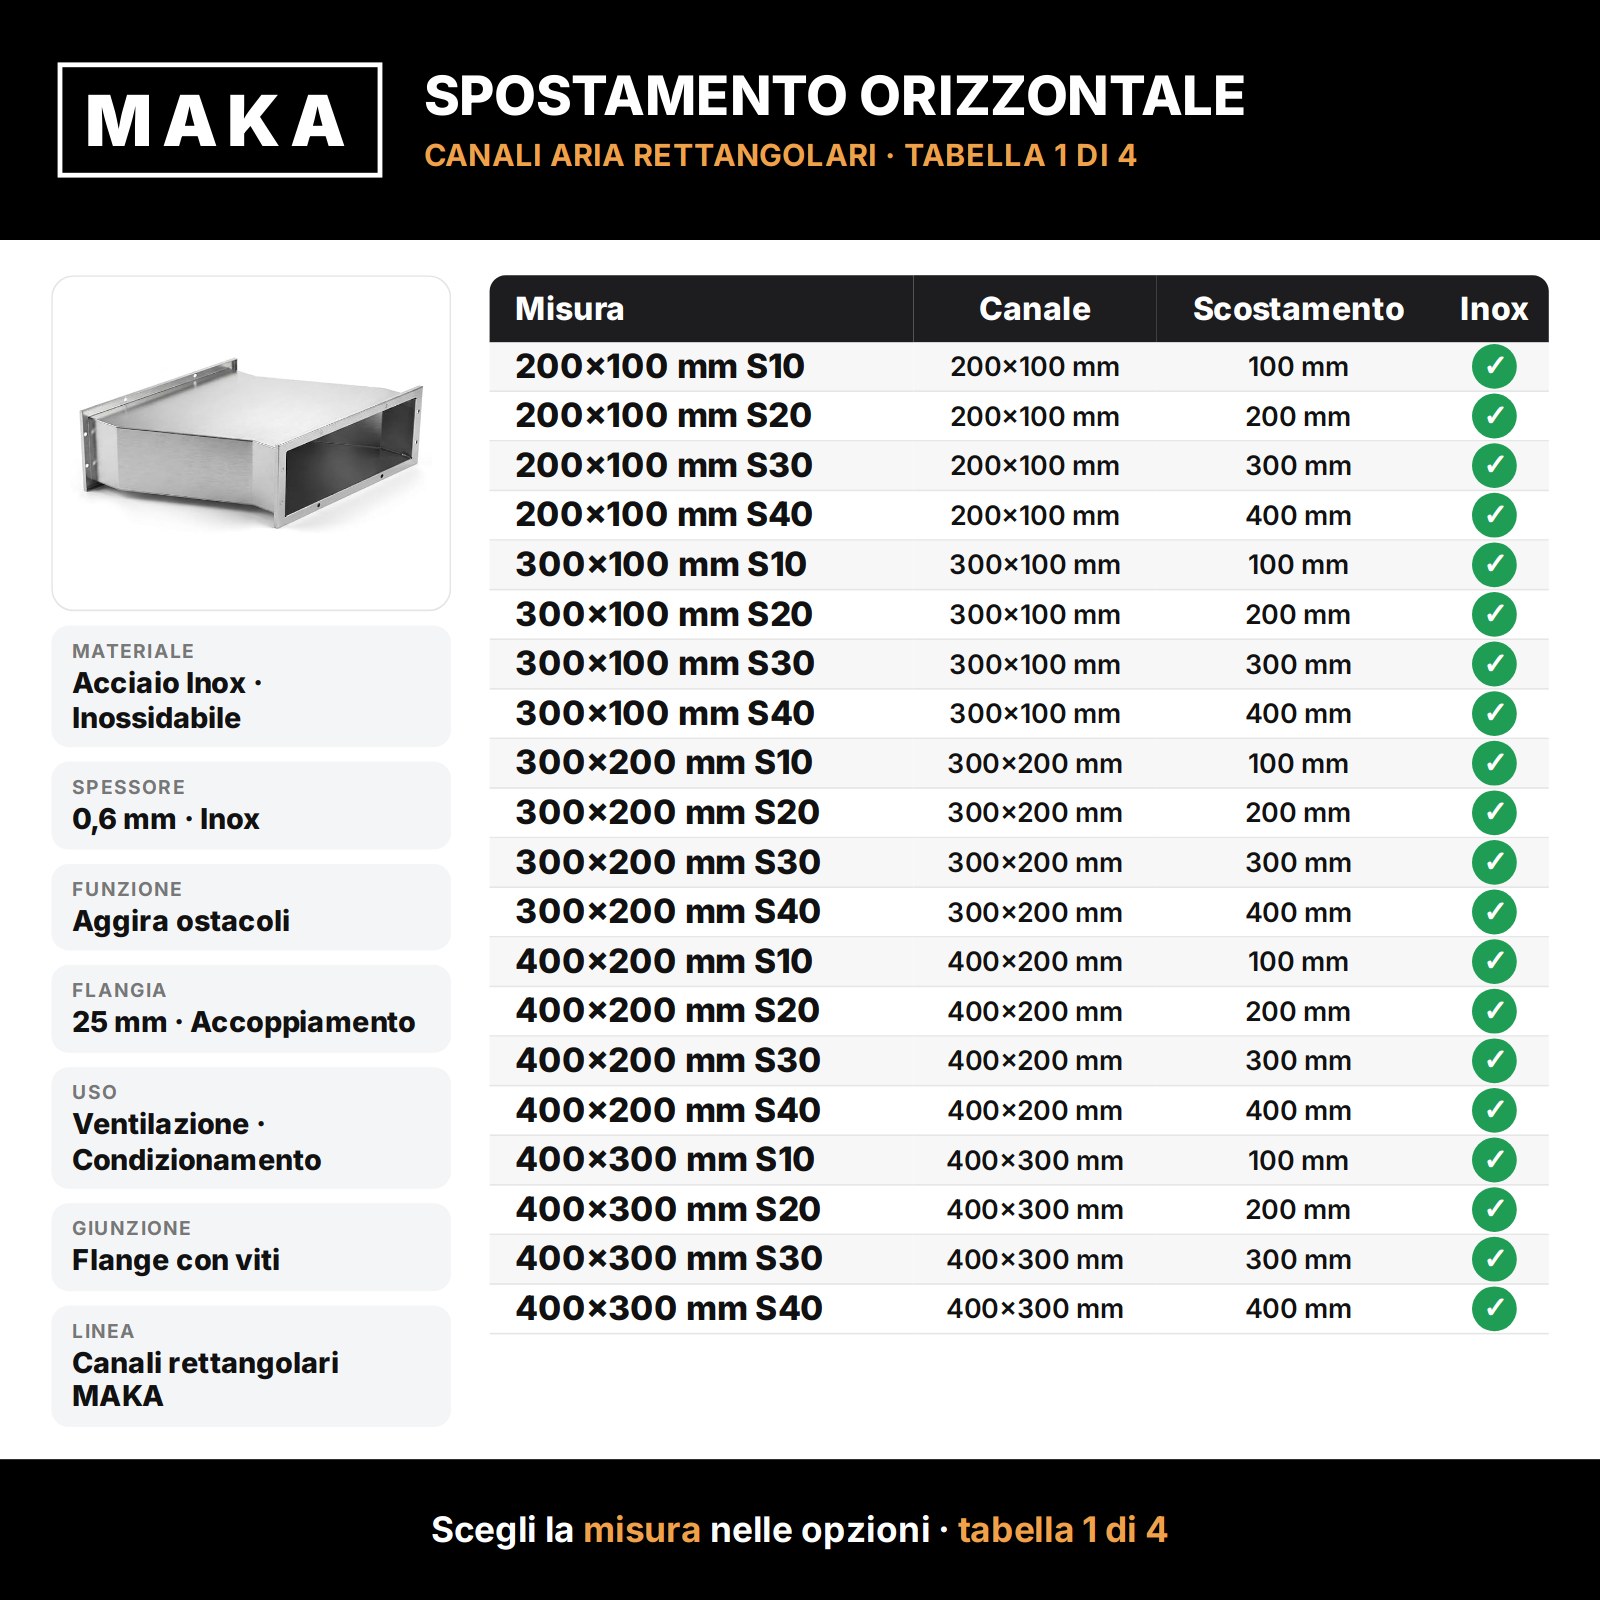 MAKA
SPOSTAMENTO ORIZZONTALE
CANALI ARIA RETTANGOLARI · TABELLA 1 DI 4
MATERIALE
Acciaio Inox ·
Inossidabile
SPESSORE
0,6 mm · Inox
FUNZIONE
Aggira ostacoli
FLANGIA
25 mm · Accoppiamento
USO
Ventilazione ·
Condizionamento
GIUNZIONE
Flange con viti
LINEA
Canali rettangolari
MAKA
Misura Canale Scostamento Inox
200×100 mm S10 200×100 mm 100 mm ✓
200×100 mm S20 200×100 mm 200 mm ✓
200×100 mm S30 200×100 mm 300 mm ✓
200×100 mm S40 200×100 mm 400 mm ✓
300×100 mm S10 300×100 mm 100 mm ✓
300×100 mm S20 300×100 mm 200 mm ✓
300×100 mm S30 300×100 mm 300 mm ✓
300×100 mm S40 300×100 mm 400 mm ✓
300×200 mm S10 300×200 mm 100 mm ✓
300×200 mm S20 300×200 mm 200 mm ✓
300×200 mm S30 300×200 mm 300 mm ✓
300×200 mm S40 300×200 mm 400 mm ✓
400×200 mm S10 400×200 mm 100 mm ✓
400×200 mm S20 400×200 mm 200 mm ✓
400×200 mm S30 400×200 mm 300 mm ✓
400×200 mm S40 400×200 mm 400 mm ✓
400×300 mm S10 400×300 mm 100 mm ✓
400×300 mm S20 400×300 mm 200 mm ✓
400×300 mm S30 400×300 mm 300 mm ✓
400×300 mm S40 400×300 mm 400 mm ✓
Scegli la misura nelle opzioni · tabella 1 di 4